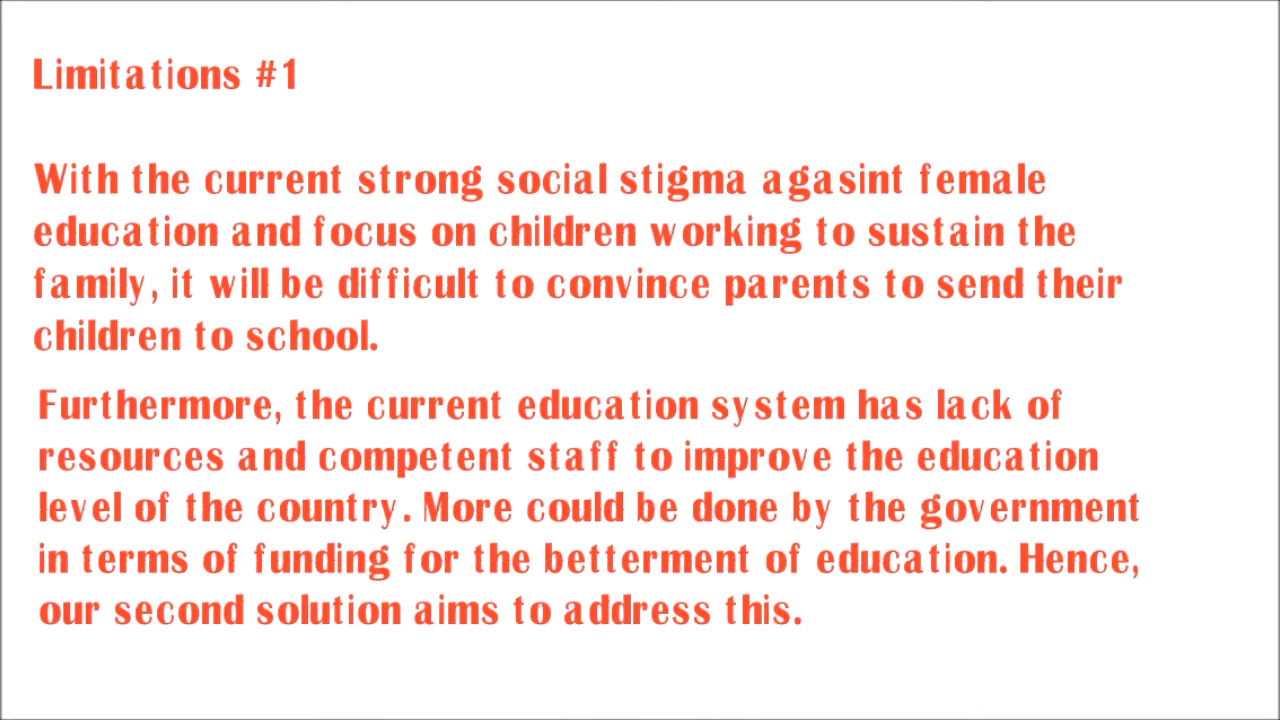 Limitations #1
With the current strong social stigma agasint female
education and focus on children working to sustain the
family, it will be difficult to convince parents to send their
children to school.
Furthermore, the current education system has lack of
resources and competent staff to improve the education
level of the country. More could be done by the government
in terms of funding for the betterment of education. Hence,
our second solution aims to address this.